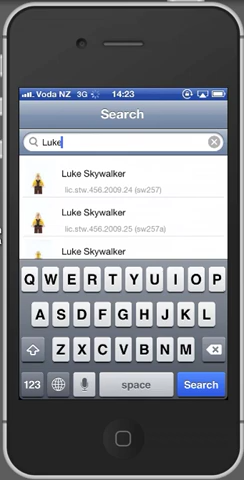 Voda NZ 3G 14:23
Search
Luke
Luke Skywalker
lic.stw.456.2009.24 (sw257)
Luke Skywalker
lic.stw.456.2009.25 (sw257a)
Luke Skywalker
Q W E R T Y U I O P
A S D F G H J K L
Z X C V B N M
123 space Search